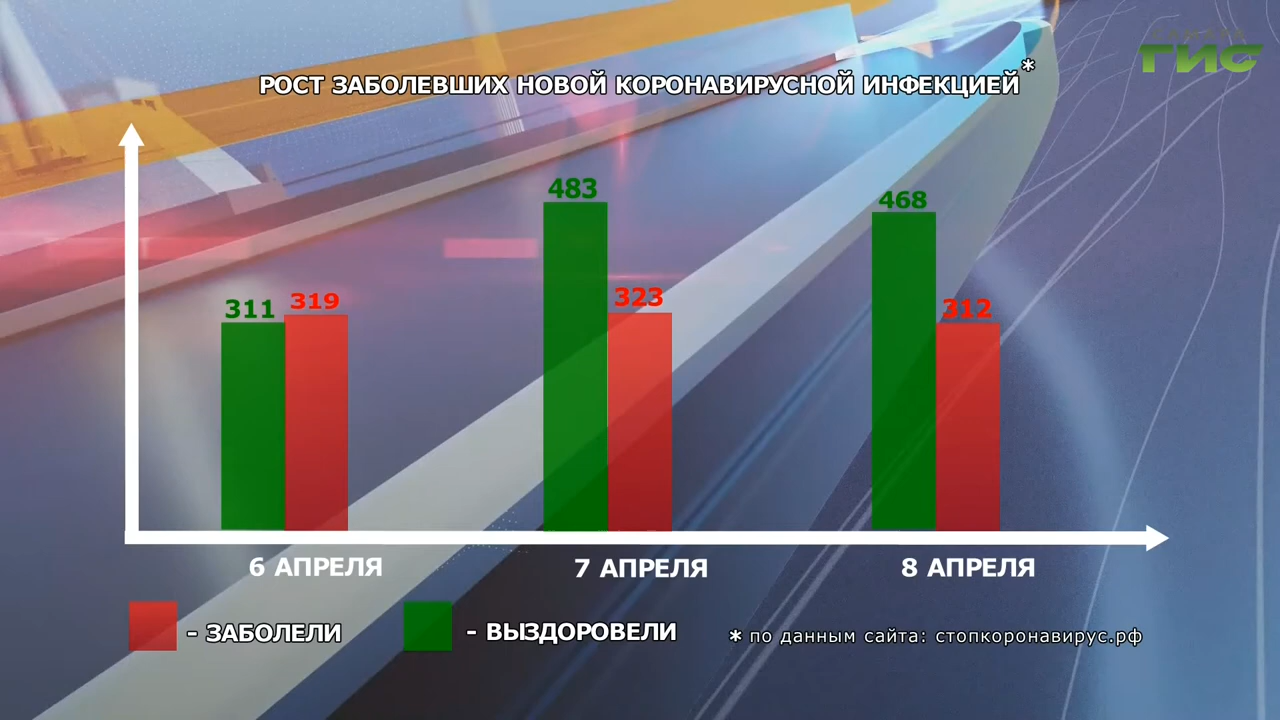 САМАРА
ГИС
РОСТ ЗАБОЛЕВШИХ НОВОЙ КОРОНАВИРУСНОЙ ИНФЕКЦИЕЙ*
483
468
311 319
323
312
6 АПРЕЛЯ 7 АПРЕЛЯ 8 АПРЕЛЯ
- ЗАБОЛЕЛИ - ВЫЗДОРОВЕЛИ * по данным сайта: стопкоронавирус.рф